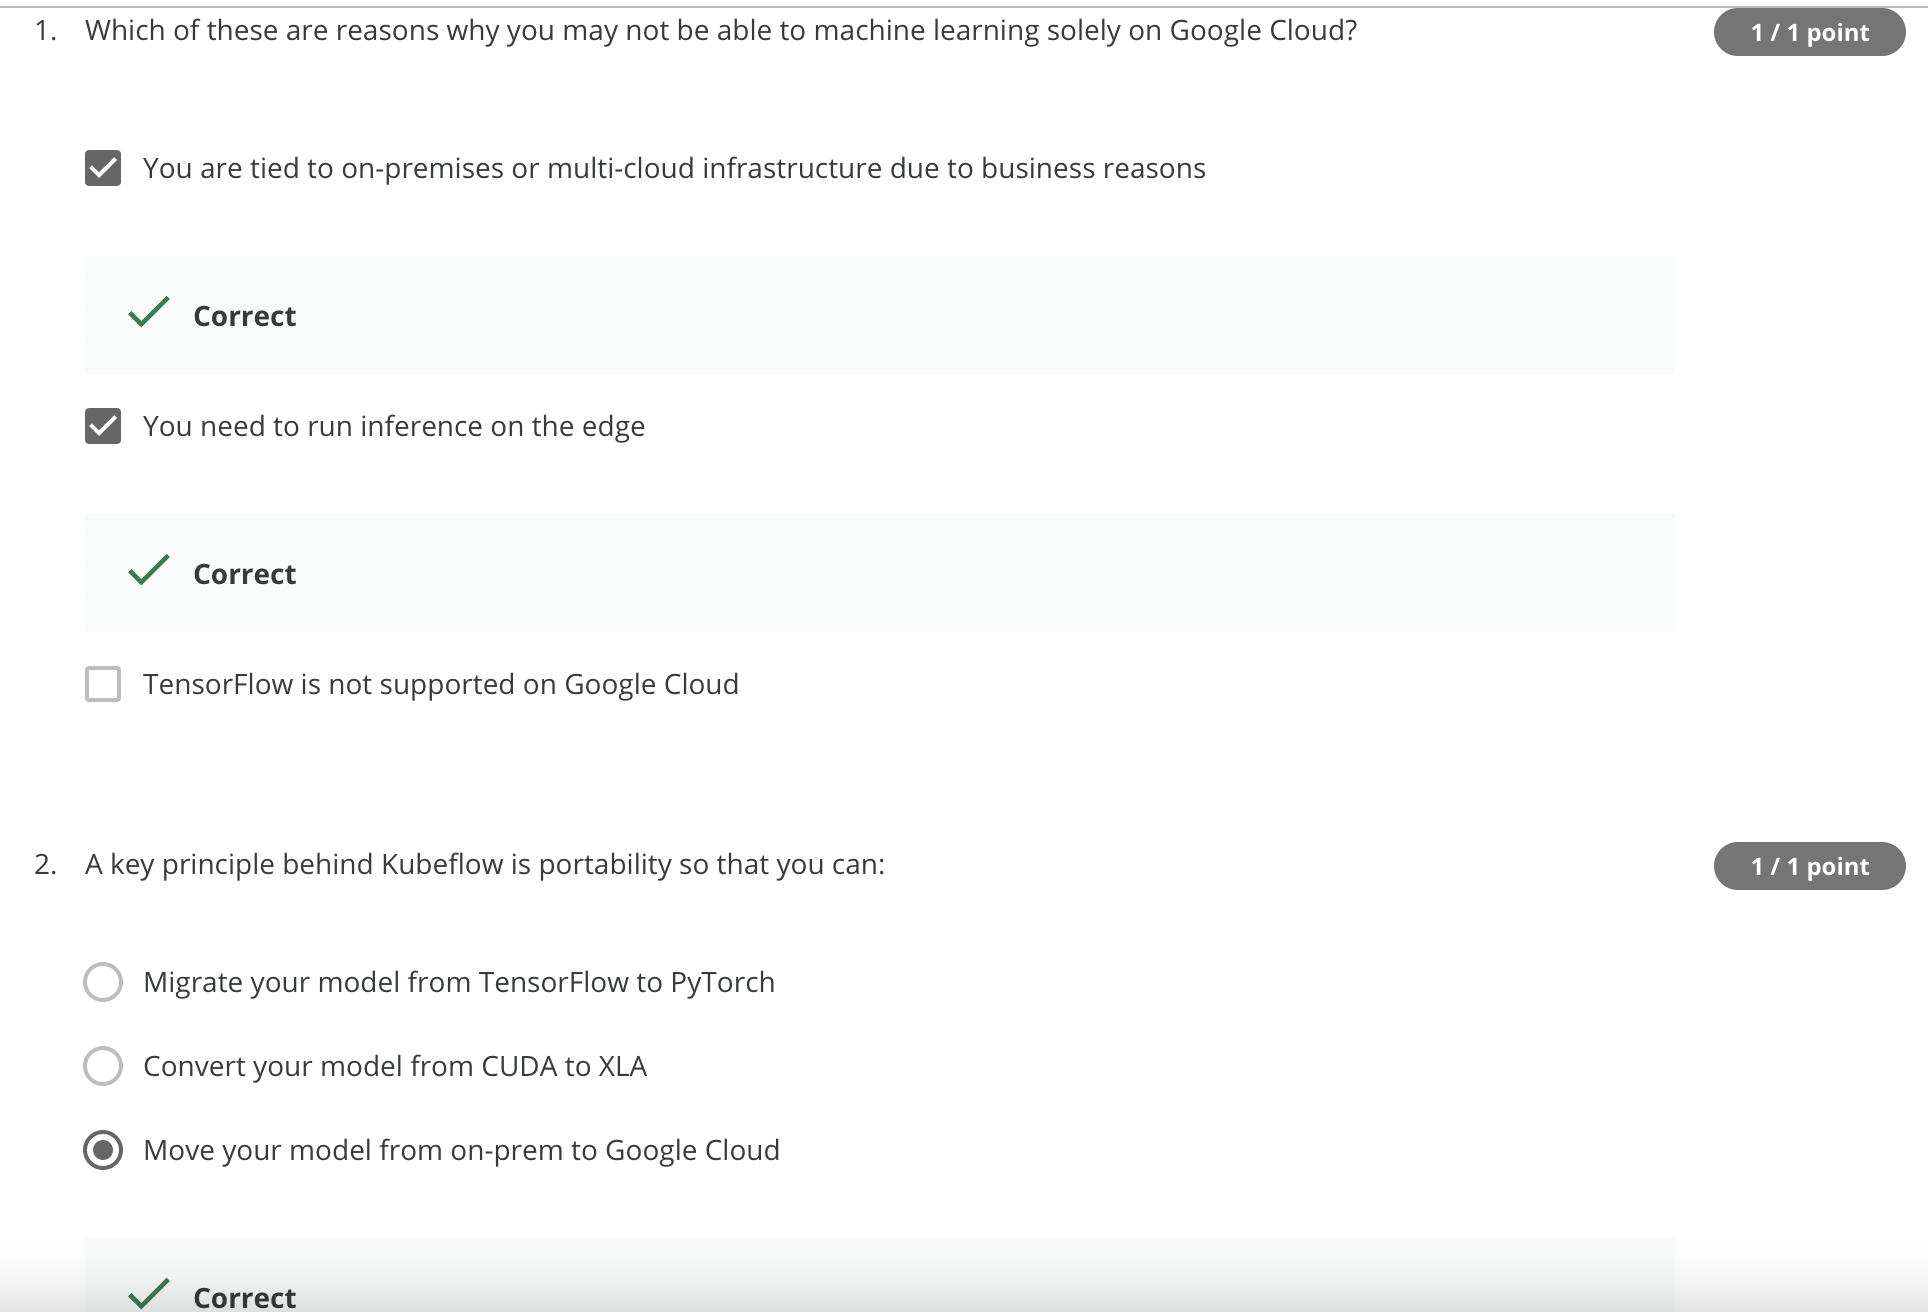 1. Which of these are reasons why you may not be able to machine learning solely on Google Cloud?
1 / 1 point
You are tied to on-premises or multi-cloud infrastructure due to business reasons
Correct
You need to run inference on the edge
Correct
TensorFlow is not supported on Google Cloud
2. A key principle behind Kubeflow is portability so that you can:
1 / 1 point
Migrate your model from TensorFlow to PyTorch
Convert your model from CUDA to XLA
Move your model from on-prem to Google Cloud
Correct